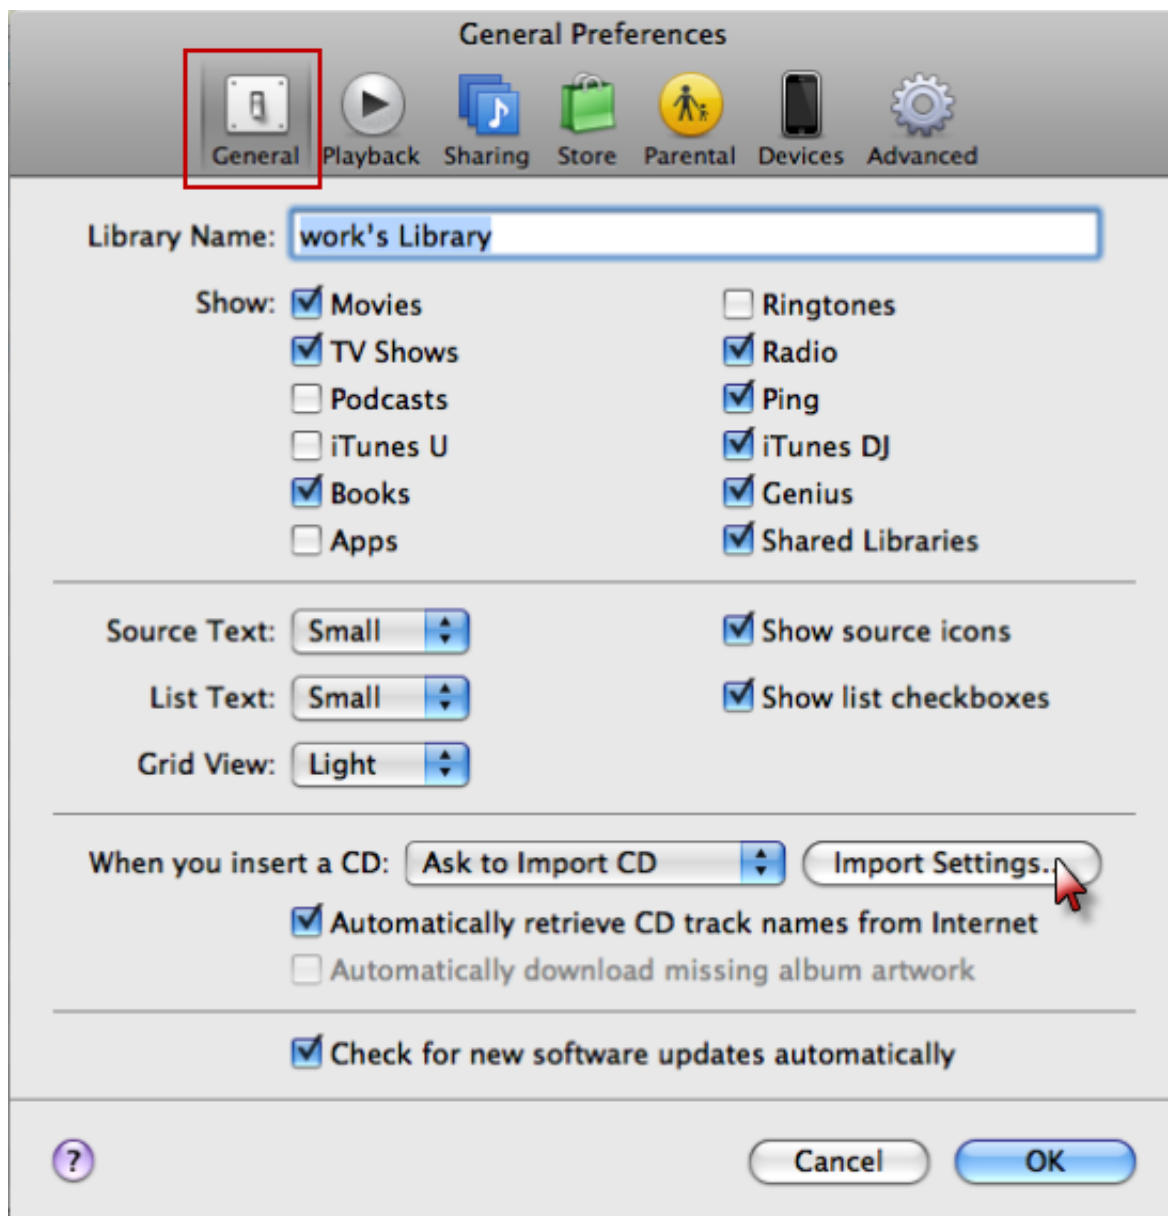 General Preferences
General Playback Sharing Store Parental Devices Advanced
Library Name: work's Library
Show: Movies Ringtones
TV Shows Radio
Podcasts Ping
iTunes U iTunes DJ
Books Genius
Apps Shared Libraries
Source Text: Small Show source icons
List Text: Small Show list checkboxes
Grid View: Light
When you insert a CD: Ask to Import CD Import Settings...
Automatically retrieve CD track names from Internet
Automatically download missing album artwork
Check for new software updates automatically
? Cancel OK